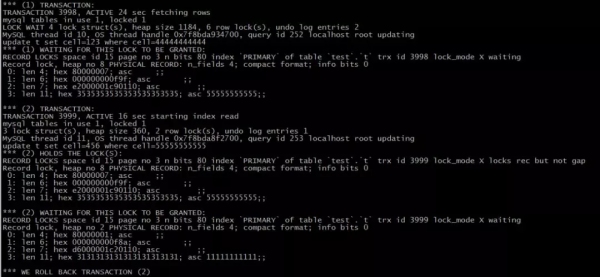 *** (1) TRANSACTION:
TRANSACTION 3998, ACTIVE 24 sec fetching rows
mysql tables in use 1, locked 1
LOCK WAIT 4 lock struct(s), heap size 1184, 6 row lock(s), undo log entries 2
MySQL thread id 10, OS thread handle 0x7f8bda934700, query id 252 localhost root updating
update t set cell=123 where cell=44444444444
*** (1) WAITING FOR THIS LOCK TO BE GRANTED:
RECORD LOCKS space id 15 page no 3 n bits 80 index `PRIMARY` of table `test`.`t` trx id 3998 lock_mode X waiting
Record lock, heap no 8 PHYSICAL RECORD: n_fields 4; compact format; info bits 0
0: len 4; hex 80000007; asc ;;
1: len 6; hex 000000000f9f; asc ;;
2: len 7; hex e2000001c90110; asc ;;
3: len 11; hex 3535353535353535353535; asc 55555555555;;
*** (2) TRANSACTION:
TRANSACTION 3999, ACTIVE 16 sec starting index read
mysql tables in use 1, locked 1
3 lock struct(s), heap size 360, 2 row lock(s), undo log entries 1
MySQL thread id 11, OS thread handle 0x7f8bda8f2700, query id 253 localhost root updating
update t set cell=456 where cell=55555555555
*** (2) HOLDS THE LOCK(S):
RECORD LOCKS space id 15 page no 3 n bits 80 index `PRIMARY` of table `test`.`t` trx id 3999 lock_mode X locks rec but not gap
Record lock, heap no 8 PHYSICAL RECORD: n_fields 4; compact format; info bits 0
0: len 4; hex 80000007; asc ;;
1: len 6; hex 000000000f9f; asc ;;
2: len 7; hex e2000001c90110; asc ;;
3: len 11; hex 3535353535353535353535; asc 55555555555;;
*** (2) WAITING FOR THIS LOCK TO BE GRANTED:
RECORD LOCKS space id 15 page no 3 n bits 80 index `PRIMARY` of table `test`.`t` trx id 3999 lock_mode X waiting
Record lock, heap no 2 PHYSICAL RECORD: n_fields 4; compact format; info bits 0
0: len 4; hex 80000001; asc ;;
1: len 6; hex 000000000f8a; asc ;;
2: len 7; hex d6000001c20110; asc ;;
3: len 11; hex 3131313131313131313131; asc 11111111111;;
*** WE ROLL BACK TRANSACTION (2)